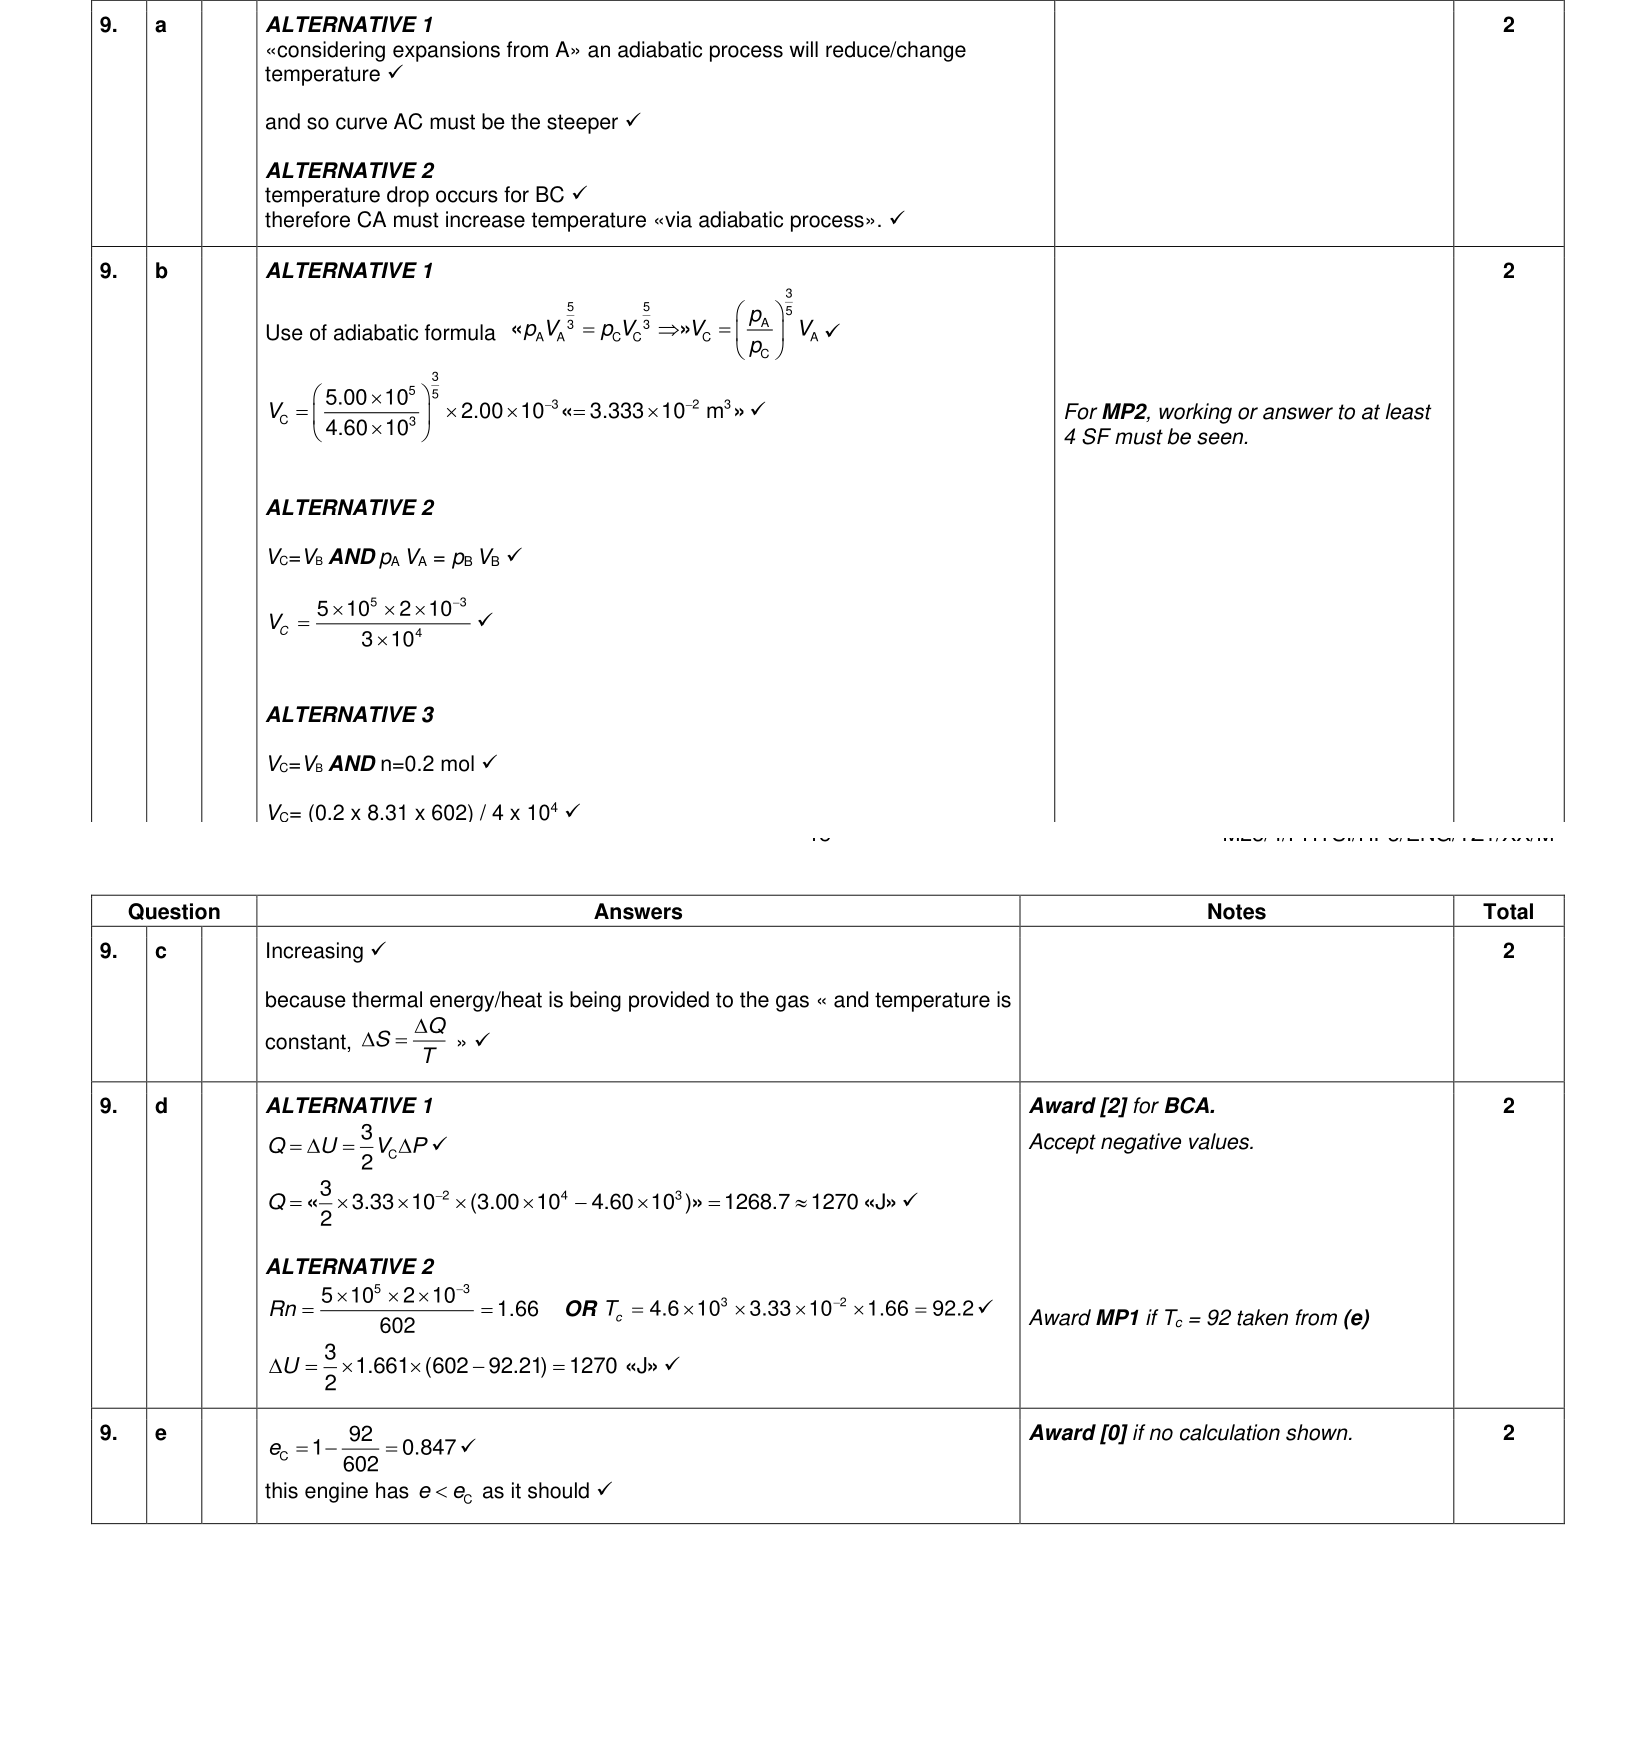 9. a ALTERNATIVE 1 2
«considering expansions from A» an adiabatic process will reduce/change
temperature ✓
and so curve AC must be the steeper ✓
ALTERNATIVE 2
temperature drop occurs for BC ✓
therefore CA must increase temperature «via adiabatic process». ✓
9. b ALTERNATIVE 1 2
Use of adiabatic formula «p_A V_A^(5/3) = p_C V_C^(5/3) ⇒» V_C = (p_A/p_C)^(3/5) V_A ✓
V_C = (5.00×10^5 / 4.60×10^3)^(3/5) × 2.00×10^−3 «= 3.333×10^−2 m^3» ✓
For MP2, working or answer to at least
4 SF must be seen.
ALTERNATIVE 2
V_C = V_B AND p_A V_A = p_B V_B ✓
V_C = (5×10^5 × 2×10^−3) / (3×10^4) ✓
ALTERNATIVE 3
V_C = V_B AND n=0.2 mol ✓
V_C = (0.2 x 8.31 x 602) / 4 x 10^4 ✓
Question Answers Notes Total
9. c Increasing ✓ 2
because thermal energy/heat is being provided to the gas « and temperature is
constant, ΔS = ΔQ/T » ✓
9. d ALTERNATIVE 1 Award [2] for BCA. 2
Q = ΔU = 3/2 V_C ΔP ✓ Accept negative values.
Q = «3/2 × 3.33×10^−2 × (3.00×10^4 − 4.60×10^3)» = 1268.7 ≈ 1270 «J» ✓
ALTERNATIVE 2
Rn = (5×10^5 × 2×10^−3) / 602 = 1.66 OR T_c = 4.6×10^3 × 3.33×10^−2 × 1.66 = 92.2 ✓ Award MP1 if T_c = 92 taken from (e)
ΔU = 3/2 × 1.661 × (602 − 92.21) = 1270 «J» ✓
9. e e_C = 1 − 92/602 = 0.847 ✓ Award [0] if no calculation shown. 2
this engine has e < e_C as it should ✓